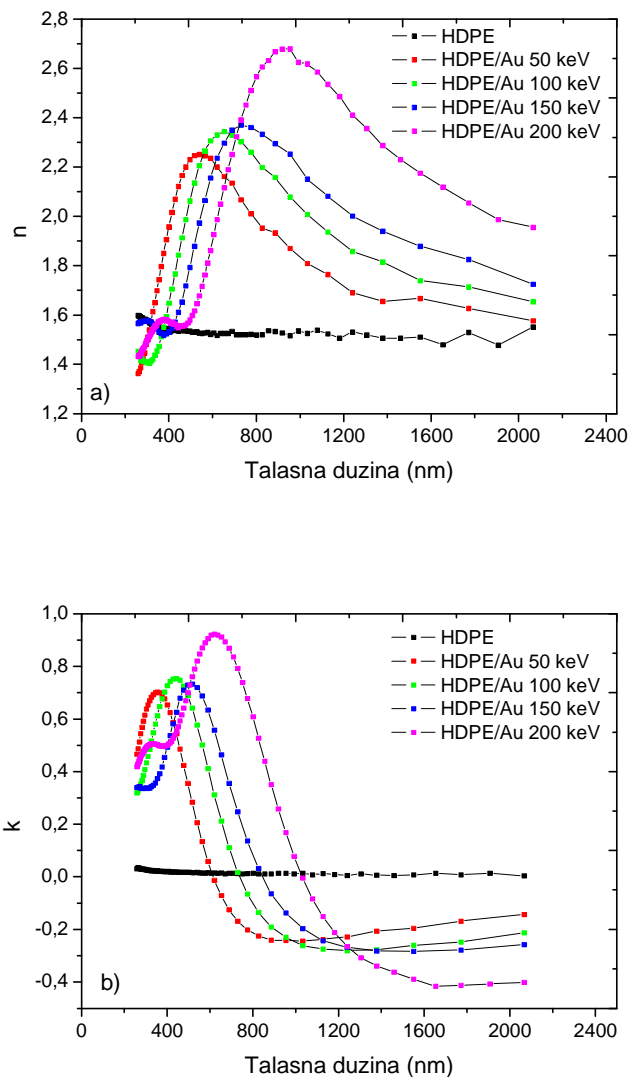 2,8
2,6
2,4
2,2
2,0
1,8
1,6
1,4
1,2
n
HDPE
HDPE/Au 50 keV
HDPE/Au 100 keV
HDPE/Au 150 keV
HDPE/Au 200 keV
a)
0 400 800 1200 1600 2000 2400
Talasna duzina (nm)
1,0
0,8
0,6
0,4
0,2
0,0
-0,2
-0,4
k
HDPE
HDPE/Au 50 keV
HDPE/Au 100 keV
HDPE/Au 150 keV
HDPE/Au 200 keV
b)
0 400 800 1200 1600 2000 2400
Talasna duzina (nm)